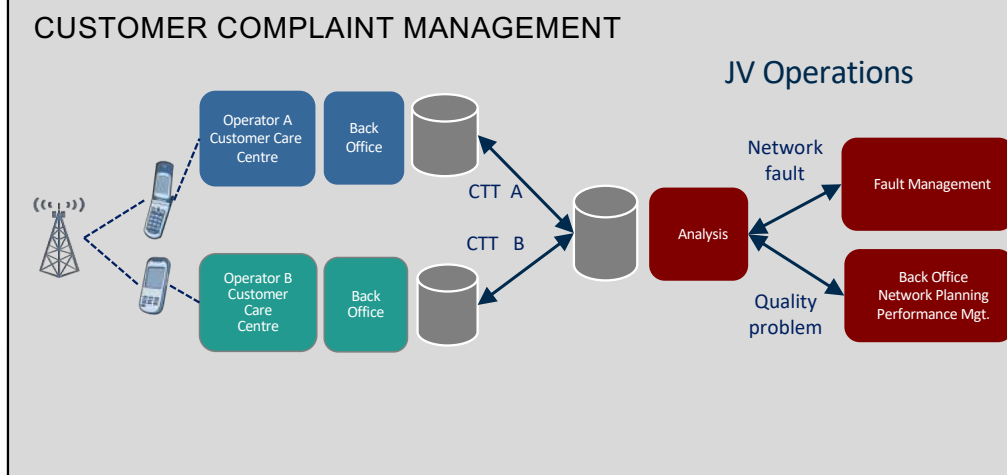 CUSTOMER COMPLAINT MANAGEMENT
JV Operations
Operator A
Customer Care
Centre
Back
Office
CTT A
CTT B
Operator B
Customer
Care
Centre
Back
Office
Analysis
Network
fault
Fault Management
Quality
problem
Back Office
Network Planning
Performance Mgt.